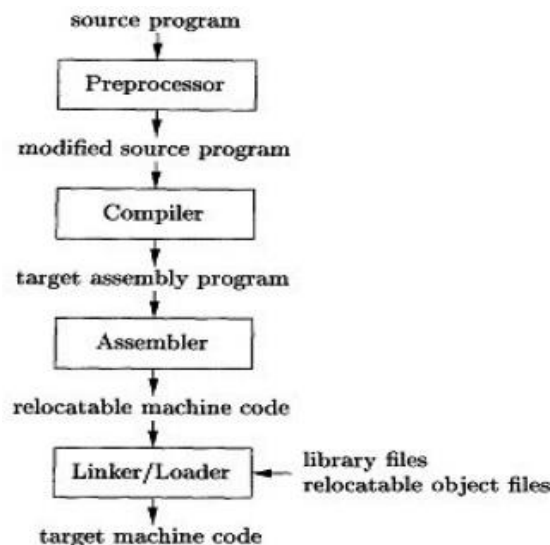 source program
Preprocessor
modified source program
Compiler
target assembly program
Assembler
relocatable machine code
Linker/Loader
library files
relocatable object files
target machine code